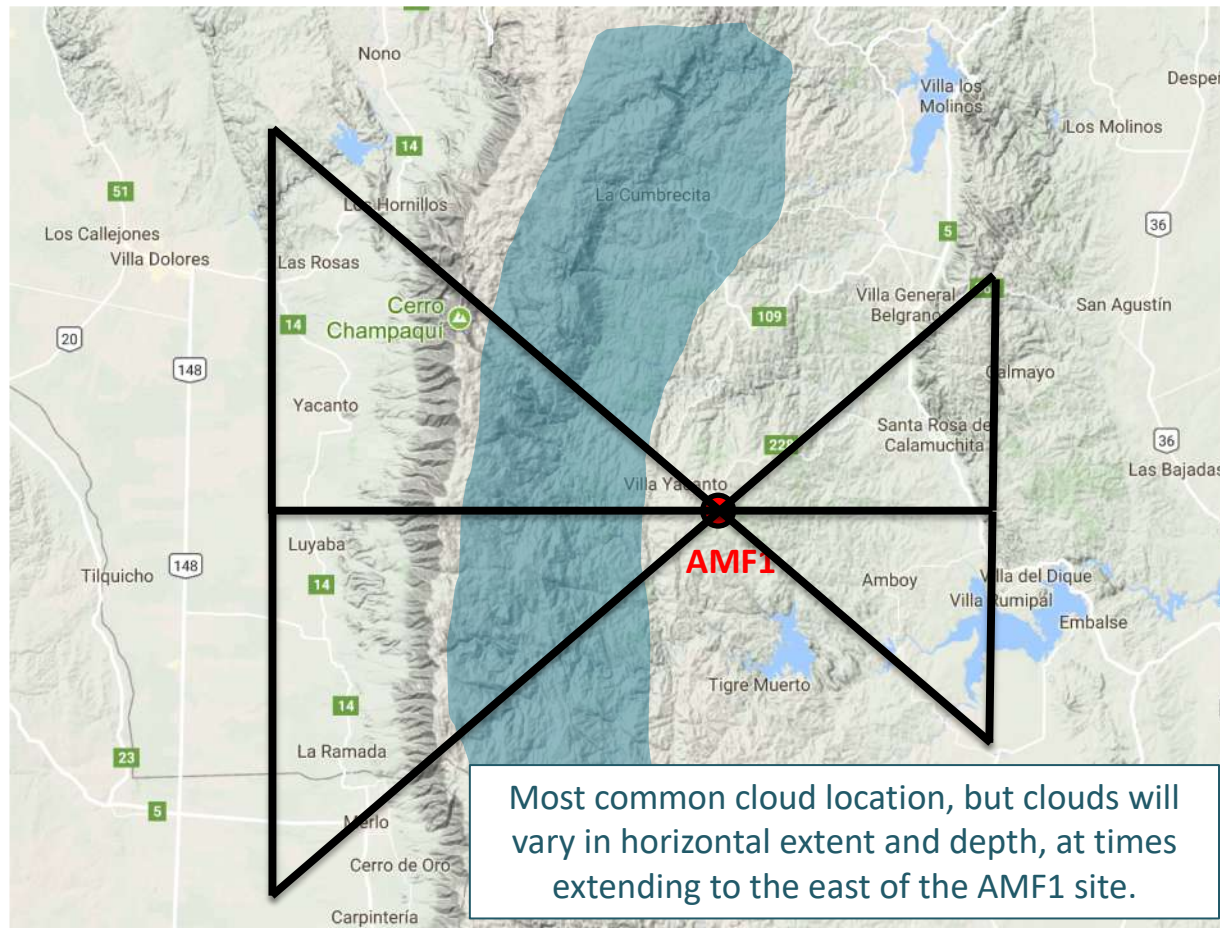 Nono
Villa los
Molinos
Despeñ
Los Molinos
14
51
Los Hornillos
La Cumbrecita
36
Los Callejones
5
Villa Dolores
Las Rosas
Villa General
Belgrano
San Agustín
Cerro
Champaquí
109
14
20
148
Calmayo
Yacanto
Santa Rosa de
Calamuchita
228
36
Las Bajadas
Villa Yacanto
Luyaba
AMF1
148
Tilquicho
14
Amboy
Villa del Dique
Villa Rumipal
Embalse
Tigre Muerto
14
La Ramada
23
5
Merlo
Cerro de Oro
Carpintería
Most common cloud location, but clouds will
vary in horizontal extent and depth, at times
extending to the east of the AMF1 site.